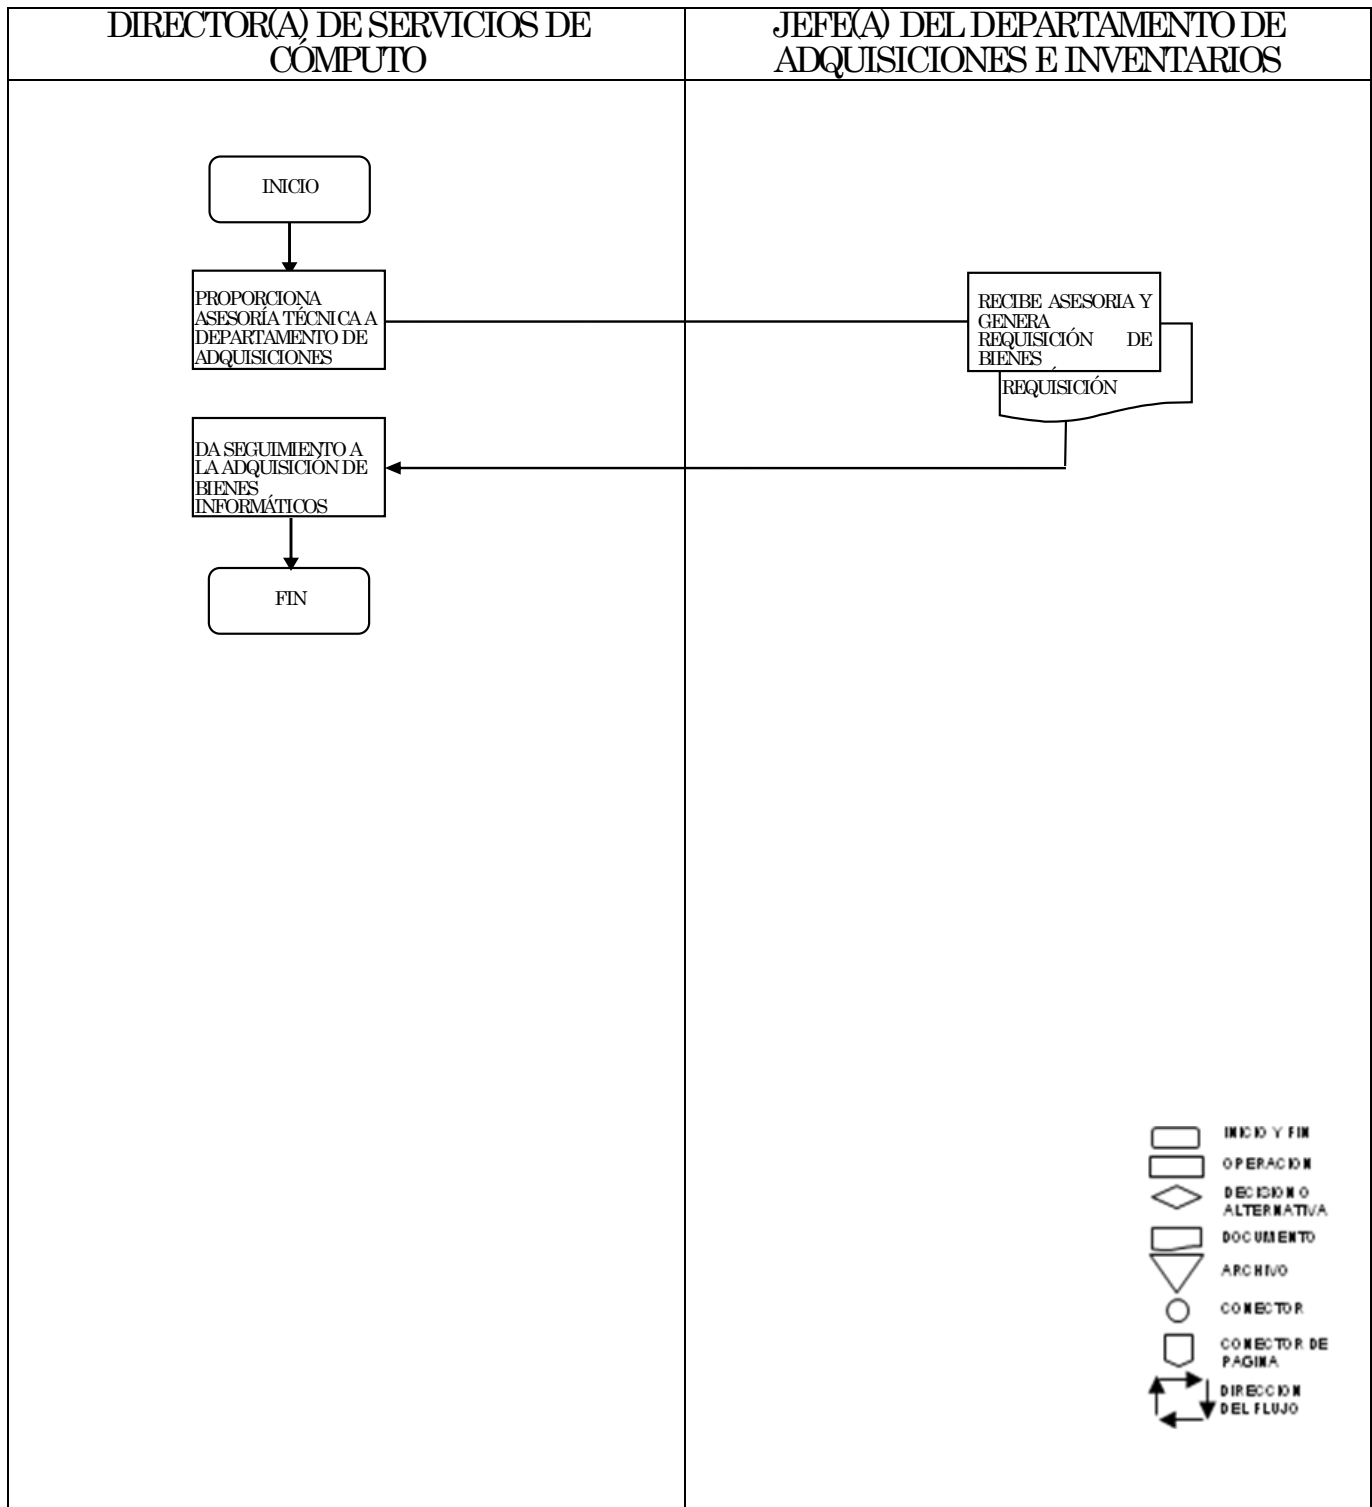 DIRECTOR(A) DE SERVICIOS DE
CÓMPUTO
JEFE(A) DEL DEPARTAMENTO DE
ADQUISICIONES E INVENTARIOS
INICIO
PROPORCIONA
ASESORÍA TÉCNICA A
DEPARTAMENTO DE
ADQUISICIONES
RECIBE ASESORIA Y
GENERA
REQUISICIÓN DE
BIENES
REQUÍSICIÓN
DA SEGUIMIENTO A
LA ADQUISICIÓN DE
BIENES
INFORMÁTICOS
FIN
INICIO Y FIN
OPERACION
DECISION O
ALTERNATIVA
DOCUMENTO
ARCHIVO
CONECTOR
CONECTOR DE
PAGINA
DIRECCION
DEL FLUJO